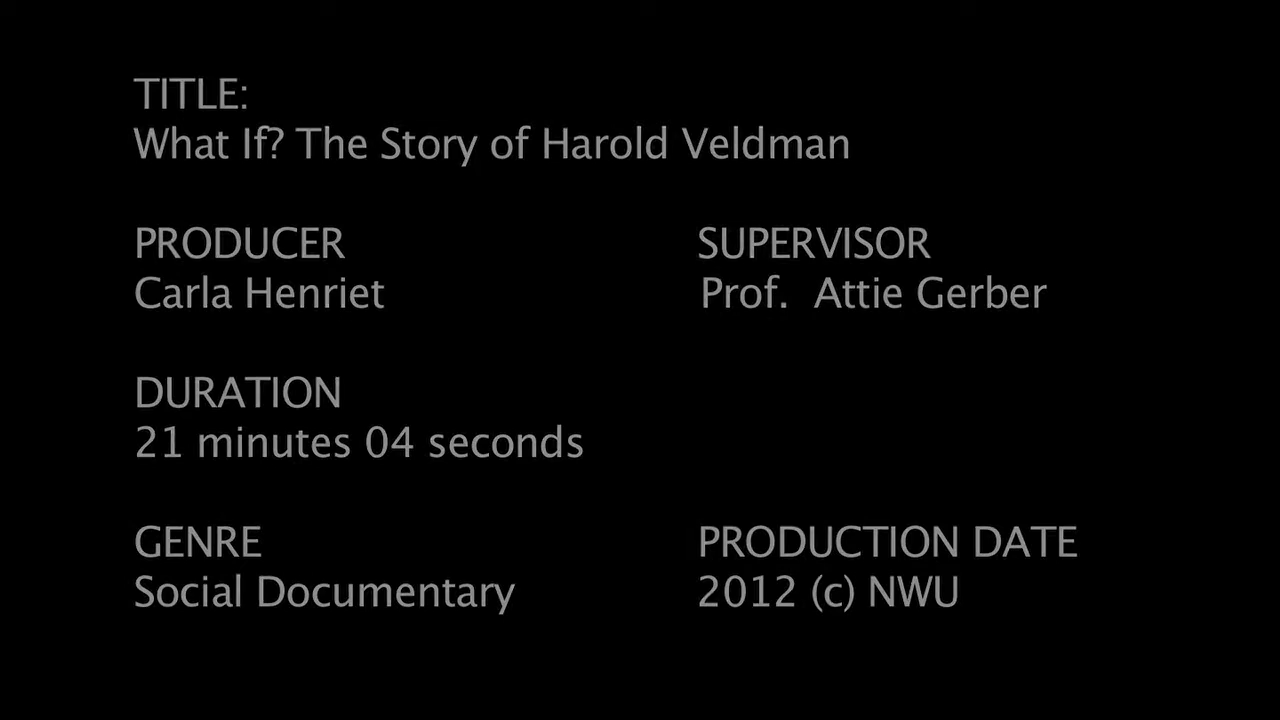 TITLE:
What If? The Story of Harold Veldman
PRODUCER
Carla Henriet
SUPERVISOR
Prof. Attie Gerber
DURATION
21 minutes 04 seconds
GENRE
Social Documentary
PRODUCTION DATE
2012 (c) NWU